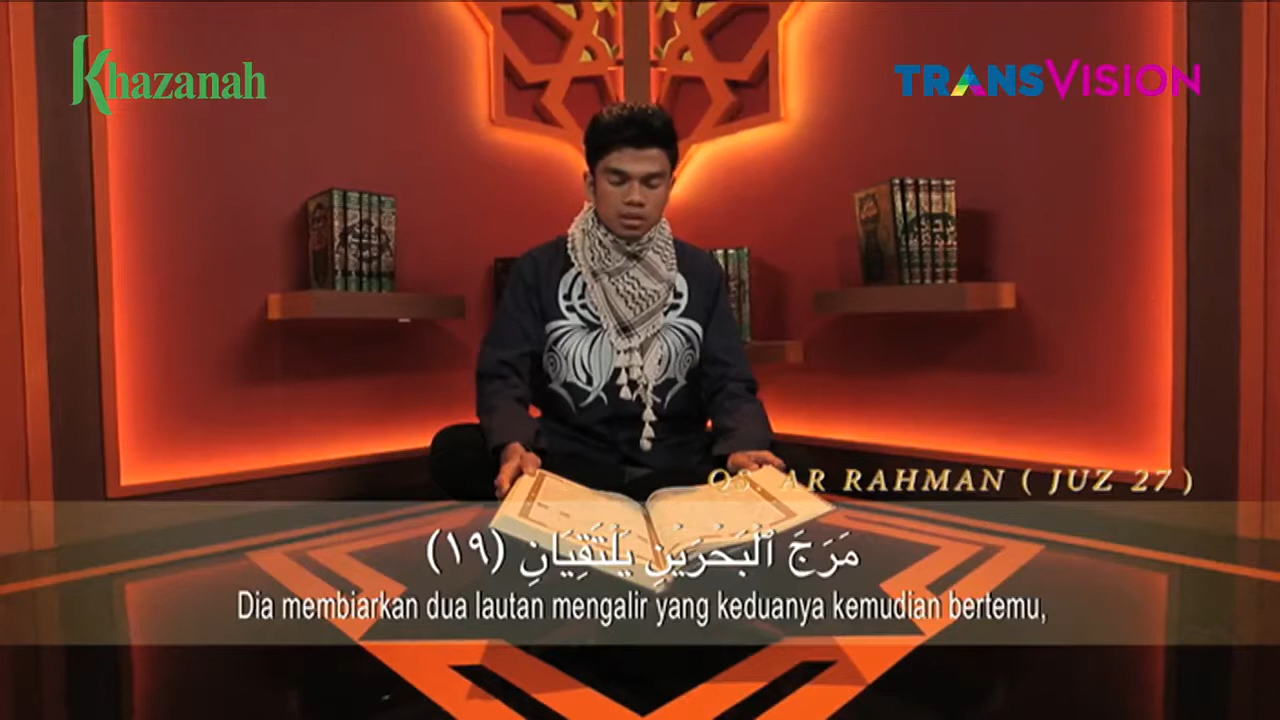 Khazanah
TRANSVISION
QS. AR RAHMAN ( JUZ 27 )
مَرَجَ ٱلْبَحْرَيْنِ يَلْتَقِيَانِ (١٩)
Dia membiarkan dua lautan mengalir yang keduanya kemudian bertemu,